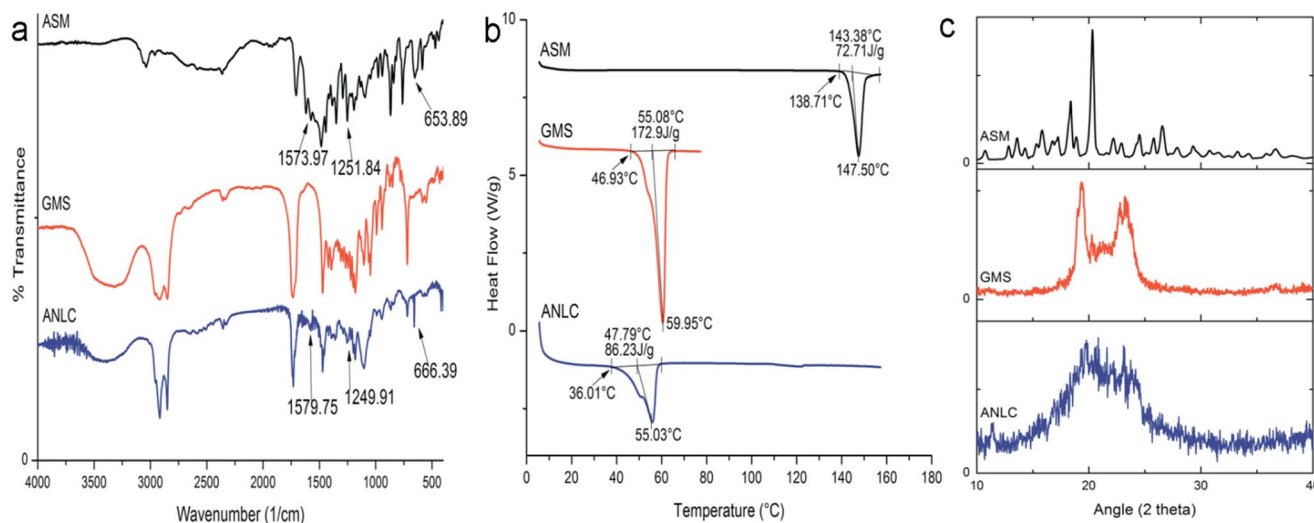 a
ASM
1573.97
1251.84
653.89
GMS
ANLC
1579.75
1249.91
666.39
% Transmittance
0
4000 3500 3000 2500 2000 1500 1000 500
Wavenumber (1/cm)
b
10
5
0
ASM
143.38°C
72.71J/g
138.71°C
147.50°C
GMS
55.08°C
172.9J/g
46.93°C
59.95°C
ANLC
47.79°C
86.23J/g
36.01°C
55.03°C
Heat Flow (W/g)
0 20 40 60 80 100 120 140 160 180
Temperature (°C)
c
ASM
0
GMS
0
ANLC
0
10 20 30 40
Angle (2 theta)